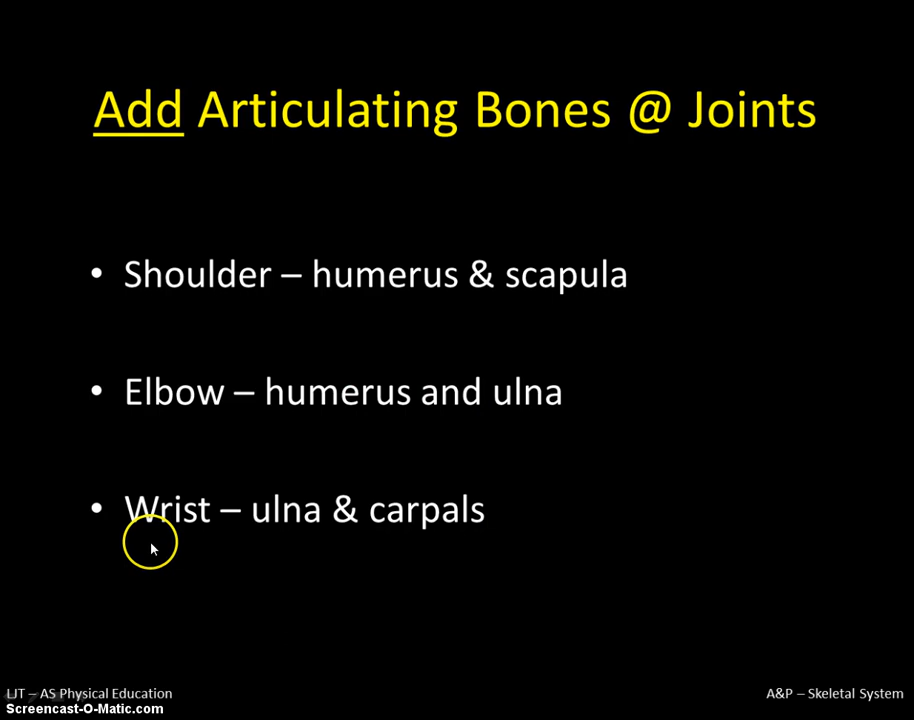 Add Articulating Bones @ Joints
• Shoulder – humerus & scapula
• Elbow – humerus and ulna
• Wrist – ulna & carpals
LJT – AS Physical Education
A&P – Skeletal System
Screencast-O-Matic.com